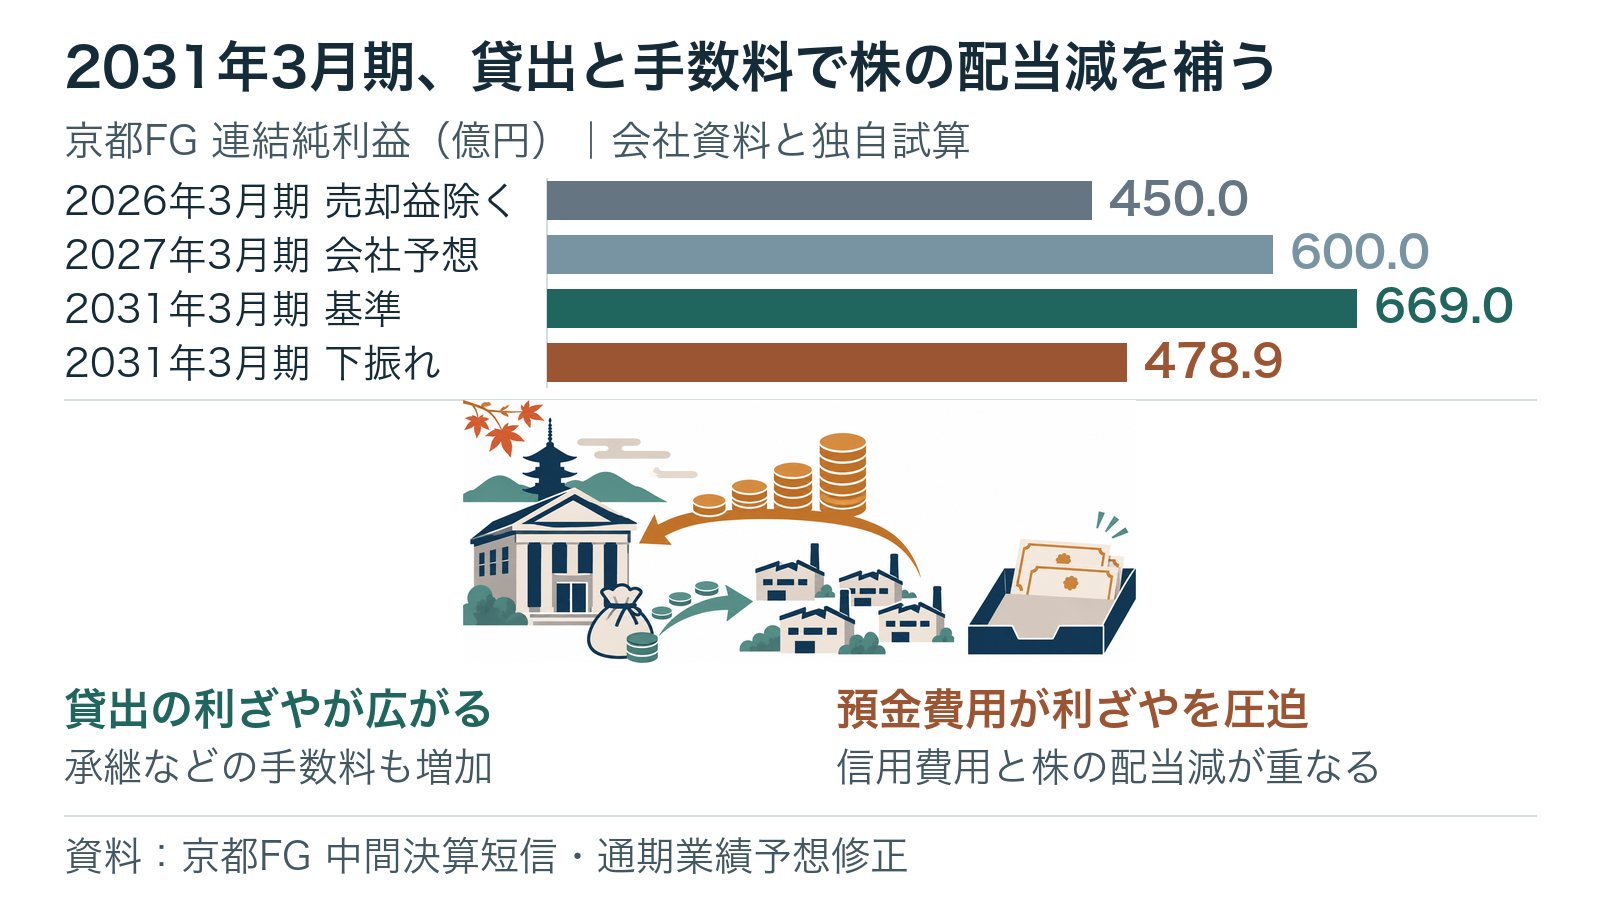 2031年3月期、貸出と手数料で株の配当減を補う
京都FG 連結純利益（億円）｜会社資料と独自試算
2026年3月期 売却益除く 450.0
2027年3月期 会社予想 600.0
2031年3月期 基準 669.0
2031年3月期 下振れ 478.9
貸出の利ざやが広がる
承継などの手数料も増加
預金費用が利ざやを圧迫
信用費用と株の配当減が重なる
資料：京都FG 中間決算短信・通期業績予想修正